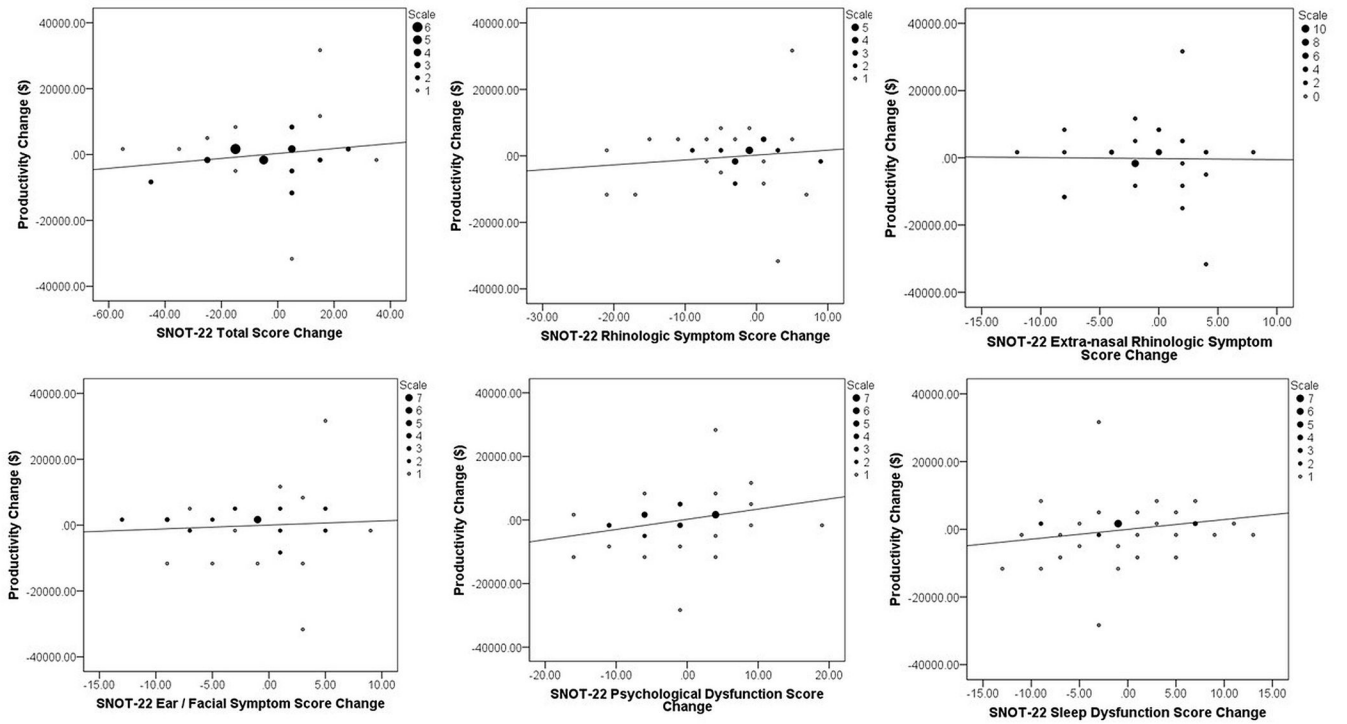 Productivity Change ($)
40000.00
20000.00
.00
-20000.00
-40000.00
-60.00 -40.00 -20.00 .00 20.00 40.00
SNOT-22 Total Score Change
Scale
6
5
4
3
2
1
Productivity Change ($)
40000.00
20000.00
.00
-20000.00
-40000.00
-30.00 -20.00 -10.00 .00 10.00
SNOT-22 Rhinologic Symptom Score Change
Scale
5
4
3
2
1
Productivity Change ($)
40000.00
20000.00
.00
-20000.00
-40000.00
-15.00 -10.00 -5.00 .00 5.00 10.00
SNOT-22 Extra-nasal Rhinologic Symptom
Score Change
Scale
10
8
6
4
2
0
Productivity Change ($)
40000.00
20000.00
.00
-20000.00
-40000.00
-15.00 -10.00 -5.00 .00 5.00 10.00
SNOT-22 Ear / Facial Symptom Score Change
Scale
7
6
5
4
3
2
1
Productivity Change ($)
40000.00
20000.00
.00
-20000.00
-40000.00
-20.00 -10.00 .00 10.00 20.00
SNOT-22 Psychological Dysfunction Score
Change
Scale
7
6
5
4
3
2
1
Productivity Change ($)
40000.00
20000.00
.00
-20000.00
-40000.00
-15.00 -10.00 -5.00 .00 5.00 10.00 15.00
SNOT-22 Sleep Dysfunction Score Change
Scale
7
6
5
4
3
2
1